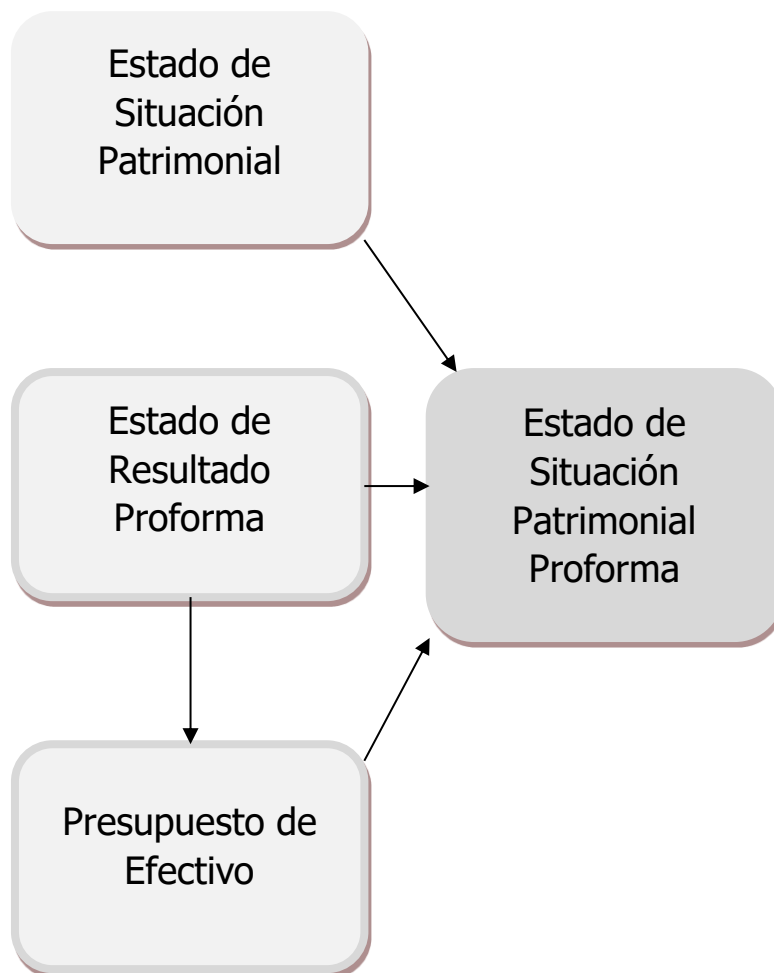 Estado de
Situación
Patrimonial
Estado de
Resultado
Proforma
Estado de
Situación
Patrimonial
Proforma
Presupuesto de
Efectivo